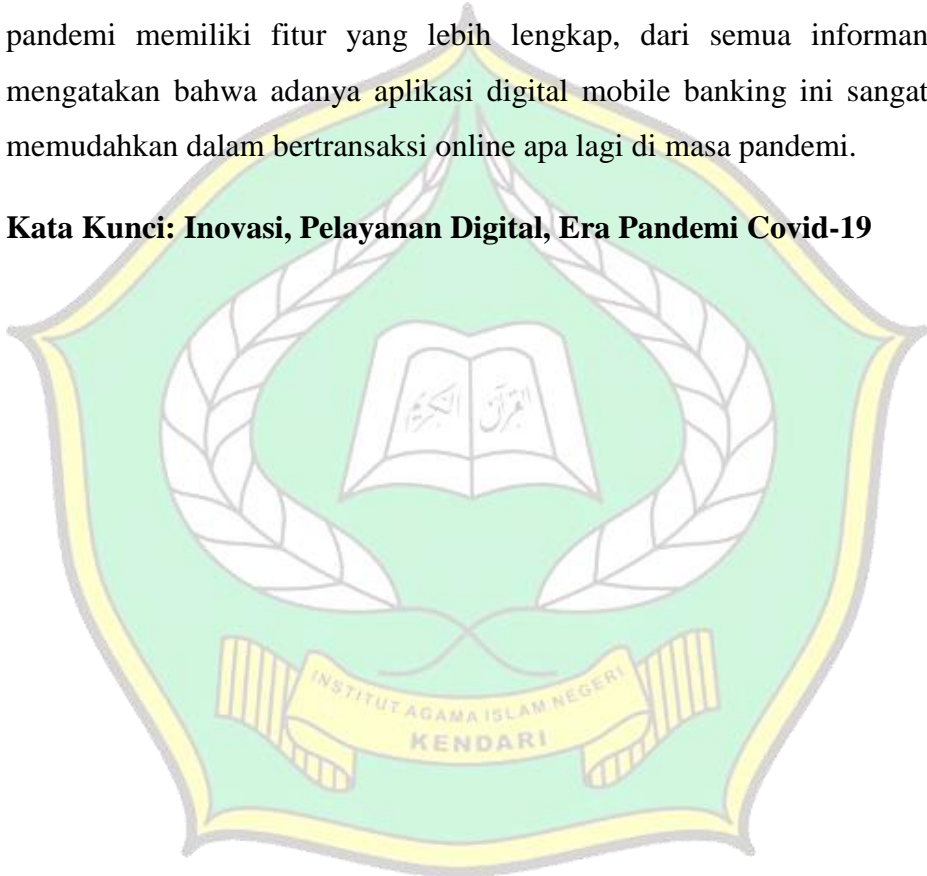 pandemi memiliki fitur yang lebih lengkap, dari semua informan
mengatakan bahwa adanya aplikasi digital mobile banking ini sangat
memudahkan dalam bertransaksi online apa lagi di masa pandemi.
Kata Kunci: Inovasi, Pelayanan Digital, Era Pandemi Covid-19
القرآن الكريم
INSTITUT AGAMA ISLAM NEGERI
KENDARI